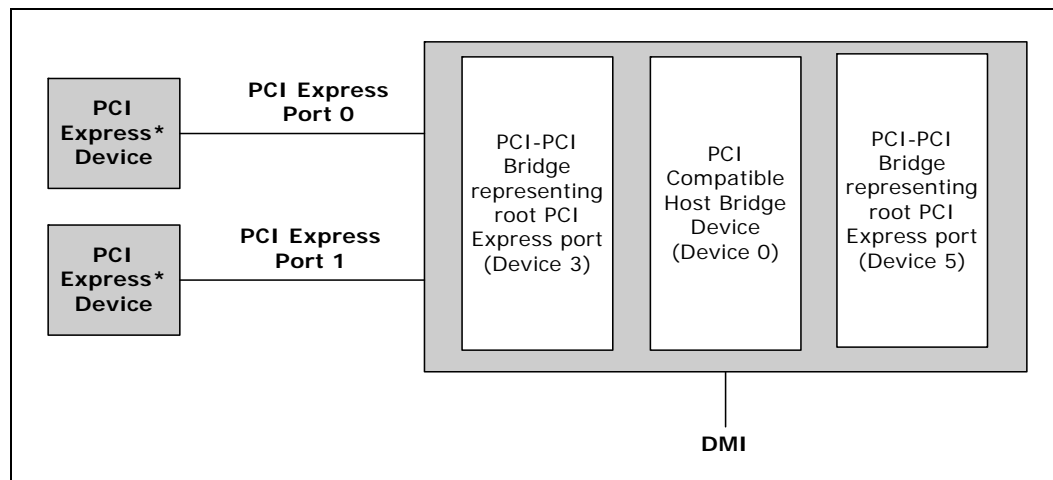 PCI
Express*
Device
PCI Express
Port 0
PCI
Express*
Device
PCI Express
Port 1
PCI-PCI
Bridge
representing
root PCI
Express port
(Device 3)
PCI
Compatible
Host Bridge
Device
(Device 0)
PCI-PCI
Bridge
representing
root PCI
Express port
(Device 5)
DMI